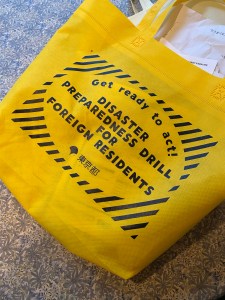 Get ready to act!
DISASTER
PREPAREDNESS DRILL
FOR
FOREIGN RESIDENTS
東京都